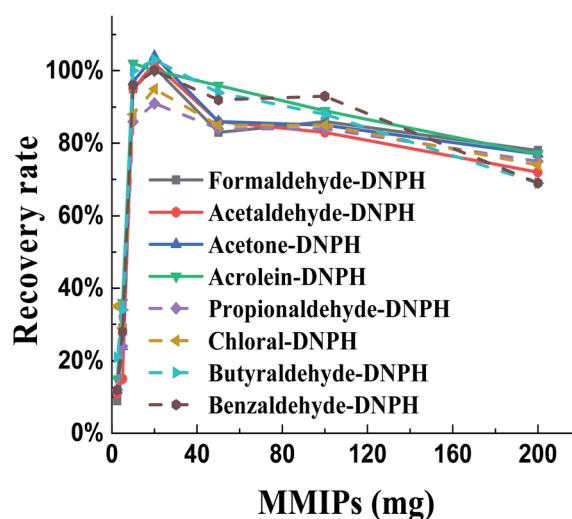 100%
80%
60%
40%
20%
0%
Recovery rate
Formaldehyde-DNPH
Acetaldehyde-DNPH
Acetone-DNPH
Acrolein-DNPH
Propionaldehyde-DNPH
Chloral-DNPH
Butyraldehyde-DNPH
Benzaldehyde-DNPH
0 40 80 120 160 200
MMIPs (mg)